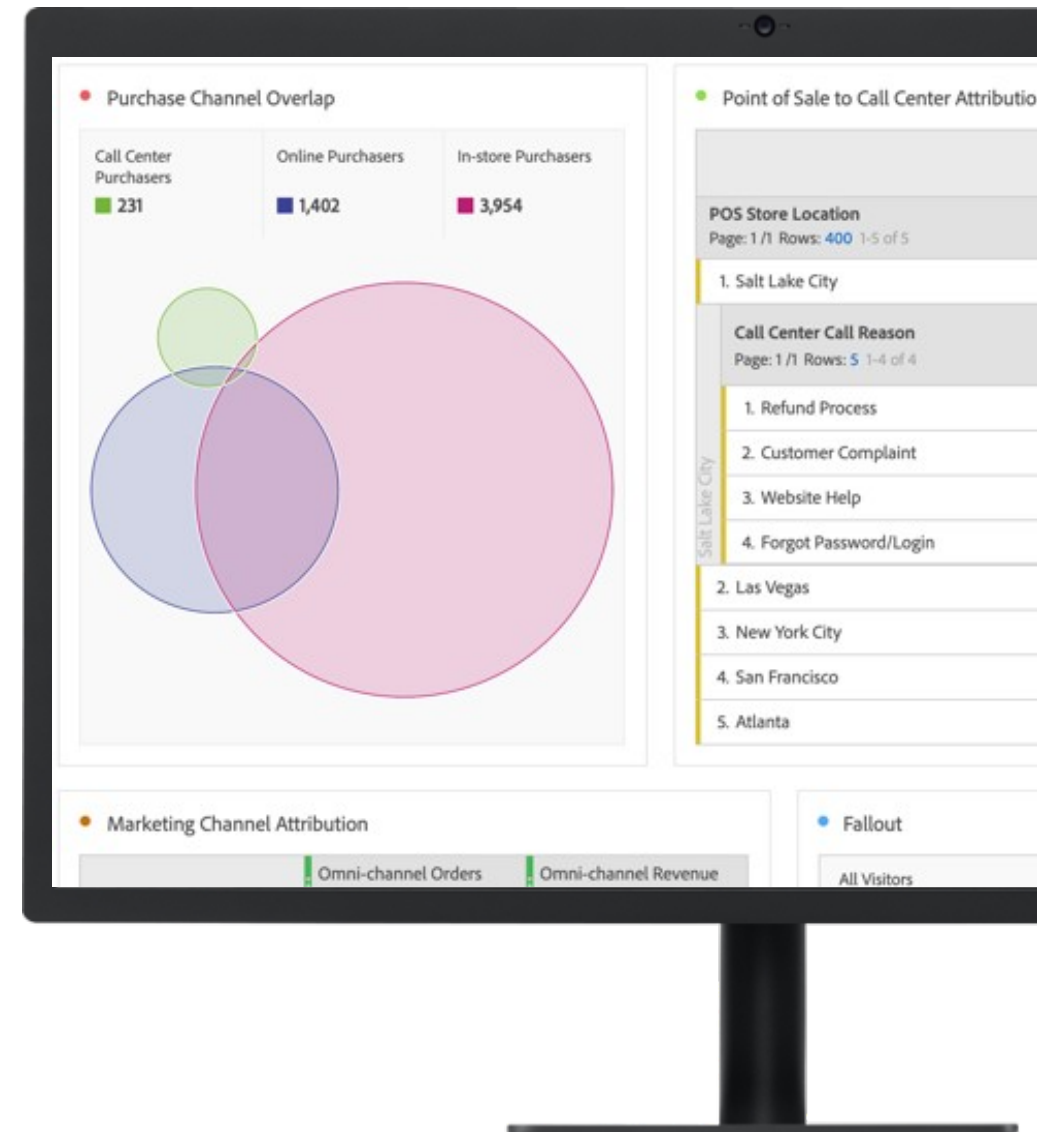 Purchase Channel Overlap
Call Center
Purchasers
231
Online Purchasers
1,402
In-store Purchasers
3,954
Point of Sale to Call Center Attributio
POS Store Location
Page: 1 /1 Rows: 400 1-5 of 5
1. Salt Lake City
Salt Lake City
Call Center Call Reason
Page: 1 /1 Rows: 5 1-4 of 4
1. Refund Process
2. Customer Complaint
3. Website Help
4. Forgot Password/Login
2. Las Vegas
3. New York City
4. San Francisco
5. Atlanta
Marketing Channel Attribution
Omni-channel Orders
Omni-channel Revenue
Fallout
All Visitors